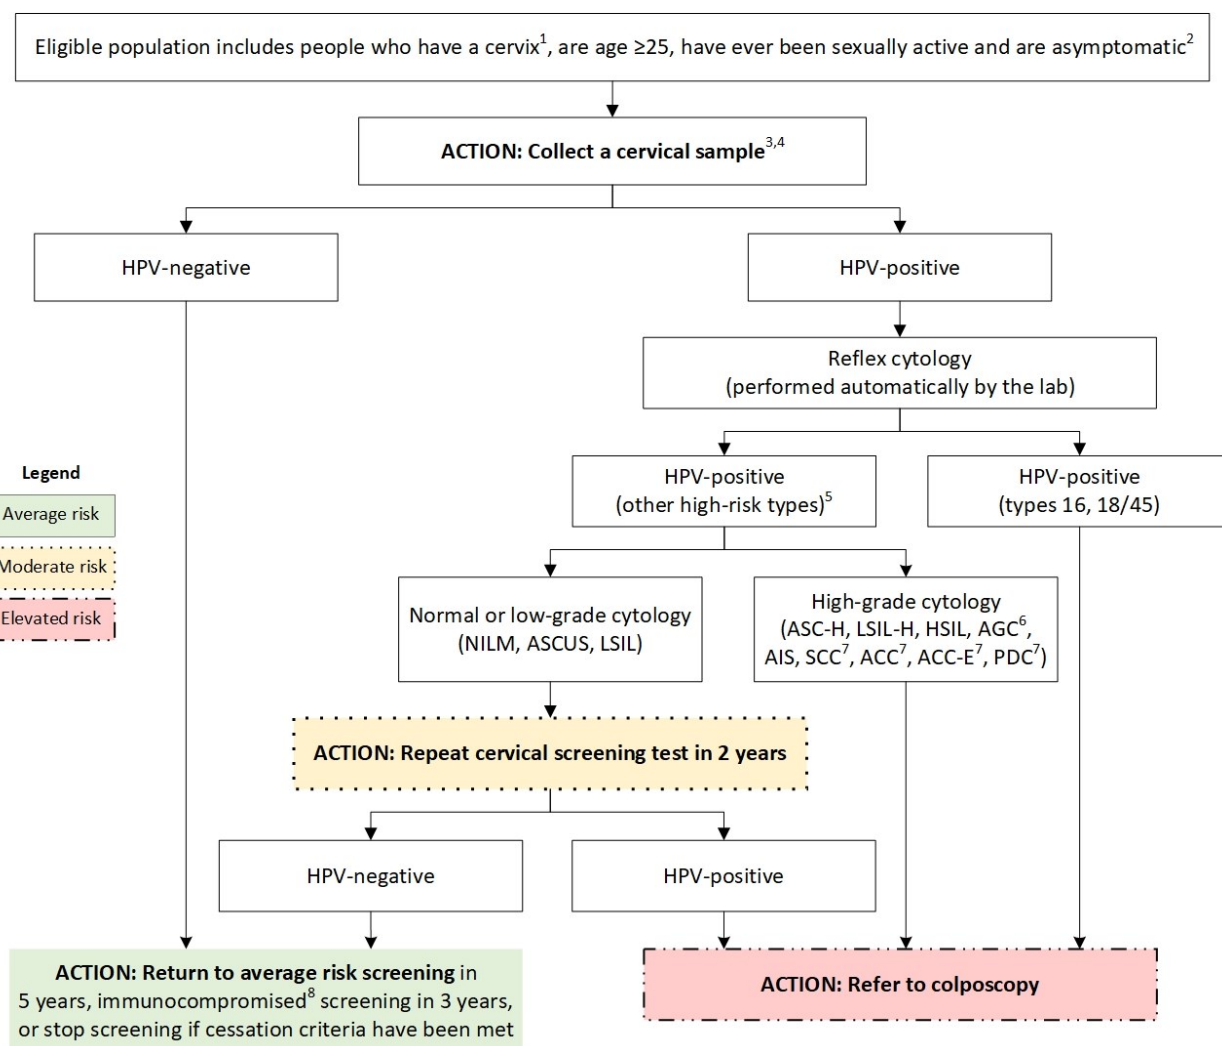 Eligible population includes people who have a cervix1, are age ≥25, have ever been sexually active and are asymptomatic2
ACTION: Collect a cervical sample3,4
HPV-negative
HPV-positive
Reflex cytology
(performed automatically by the lab)
HPV-positive
(other high-risk types)5
HPV-positive
(types 16, 18/45)
Legend
Average risk
Moderate risk
Elevated risk
Normal or low-grade cytology
(NILM, ASCUS, LSIL)
High-grade cytology
(ASC-H, LSIL-H, HSIL, AGC6,
AIS, SCC7, ACC7, ACC-E7, PDC7)
ACTION: Repeat cervical screening test in 2 years
HPV-negative
HPV-positive
ACTION: Return to average risk screening in
5 years, immunocompromised8 screening in 3 years,
or stop screening if cessation criteria have been met
ACTION: Refer to colposcopy